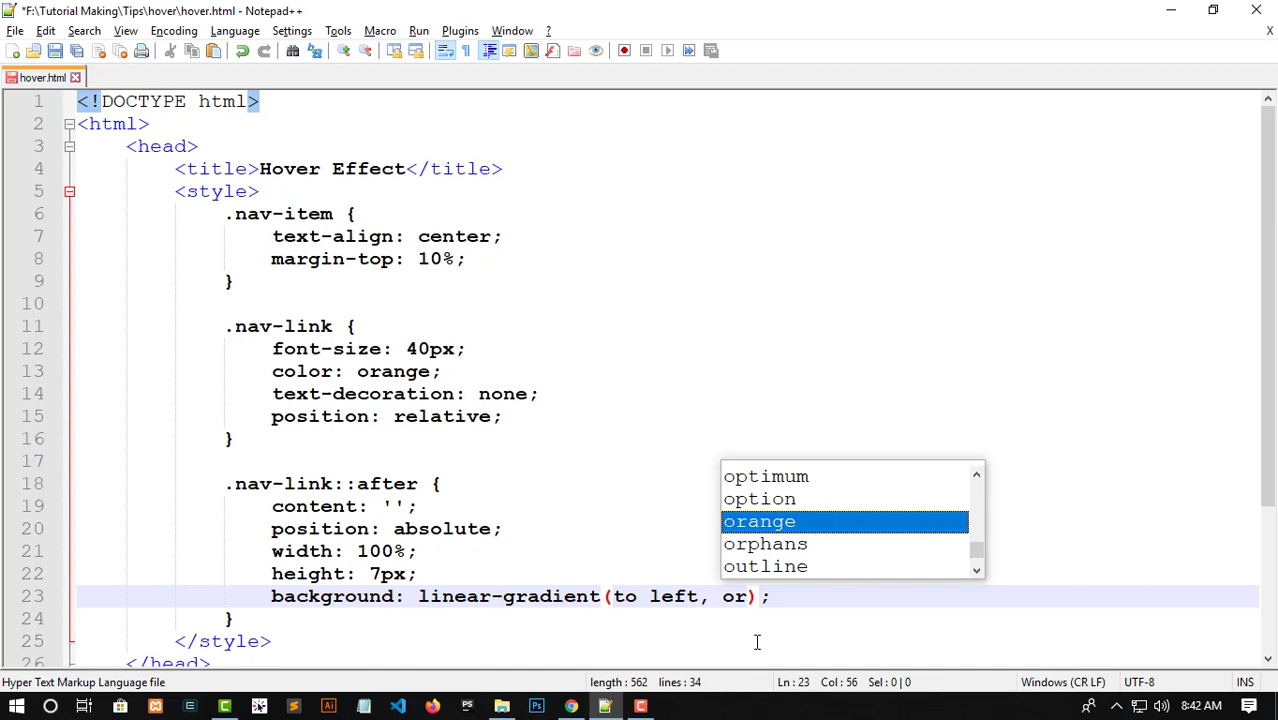 *F:\Tutorial Making\Tips\hover\hover.html - Notepad++
File Edit Search View Encoding Language Settings Tools Macro Run Plugins Window ?
X
hover.html
1 <!DOCTYPE html>
2 <html>
3 <head>
4 <title>Hover Effect</title>
5 <style>
6 .nav-item {
7 text-align: center;
8 margin-top: 10%;
9 }
10
11 .nav-link {
12 font-size: 40px;
13 color: orange;
14 text-decoration: none;
15 position: relative;
16 }
17
18 .nav-link::after {
19 content: '';
20 position: absolute;
21 width: 100%;
22 height: 7px;
23 background: linear-gradient(to left, or);
24 }
25 </style>
26 </head>
optimum
option
orange
orphans
outline
Hyper Text Markup Language file length : 562 lines : 34 Ln : 23 Col : 56 Sel : 0 | 0 Windows (CR LF) UTF-8 INS
Ai PS Ps C 8:42 AM